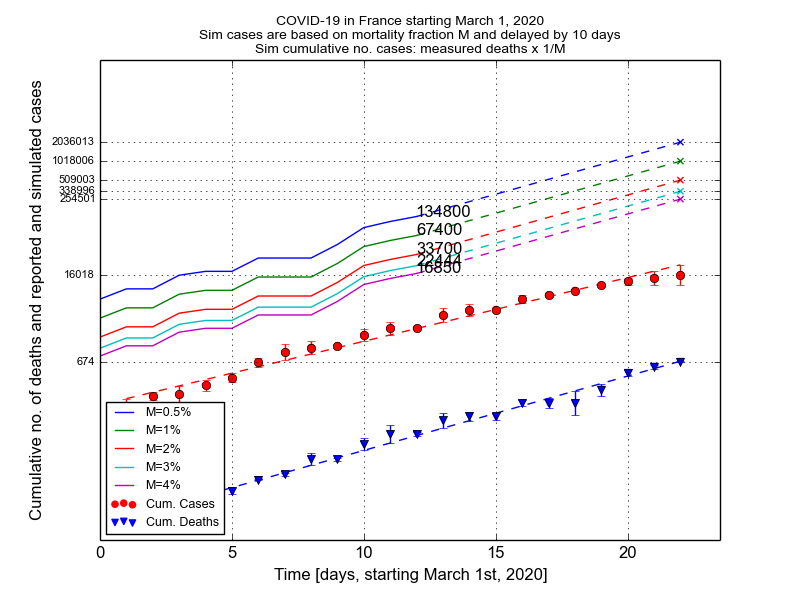 COVID-19 in France starting March 1, 2020
Sim cases are based on mortality fraction M and delayed by 10 days
Sim cumulative no. cases: measured deaths x 1/M
Cumulative no. of deaths and reported and simulated cases
2036013
1018006
509003
338996
254501
16018
674
134800
67400
33700
22444
16850
M=0.5%
M=1%
M=2%
M=3%
M=4%
Cum. Cases
Cum. Deaths
0 5 10 15 20
Time [days, starting March 1st, 2020]